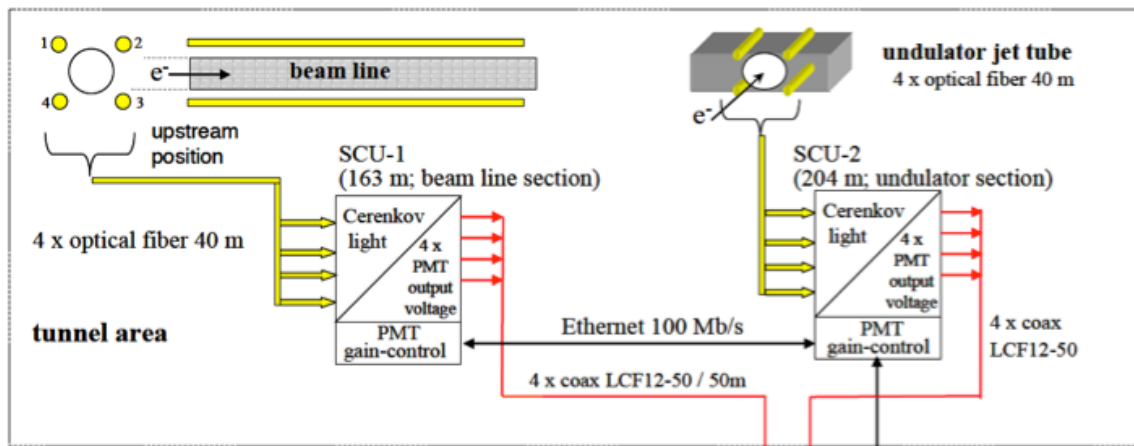 1
2
e-
beam line
4
3
upstream
position
4 x optical fiber 40 m
tunnel area
SCU-1
(163 m; beam line section)
Cerenkov
light
4 x
PMT
output
voltage
PMT
gain-control
Ethernet 100 Mb/s
4 x coax LCF12-50 / 50m
undulator jet tube
4 x optical fiber 40 m
e-
SCU-2
(204 m; undulator section)
Cerenkov
light
4 x
PMT
output
voltage
PMT
gain-control
4 x coax
LCF12-50